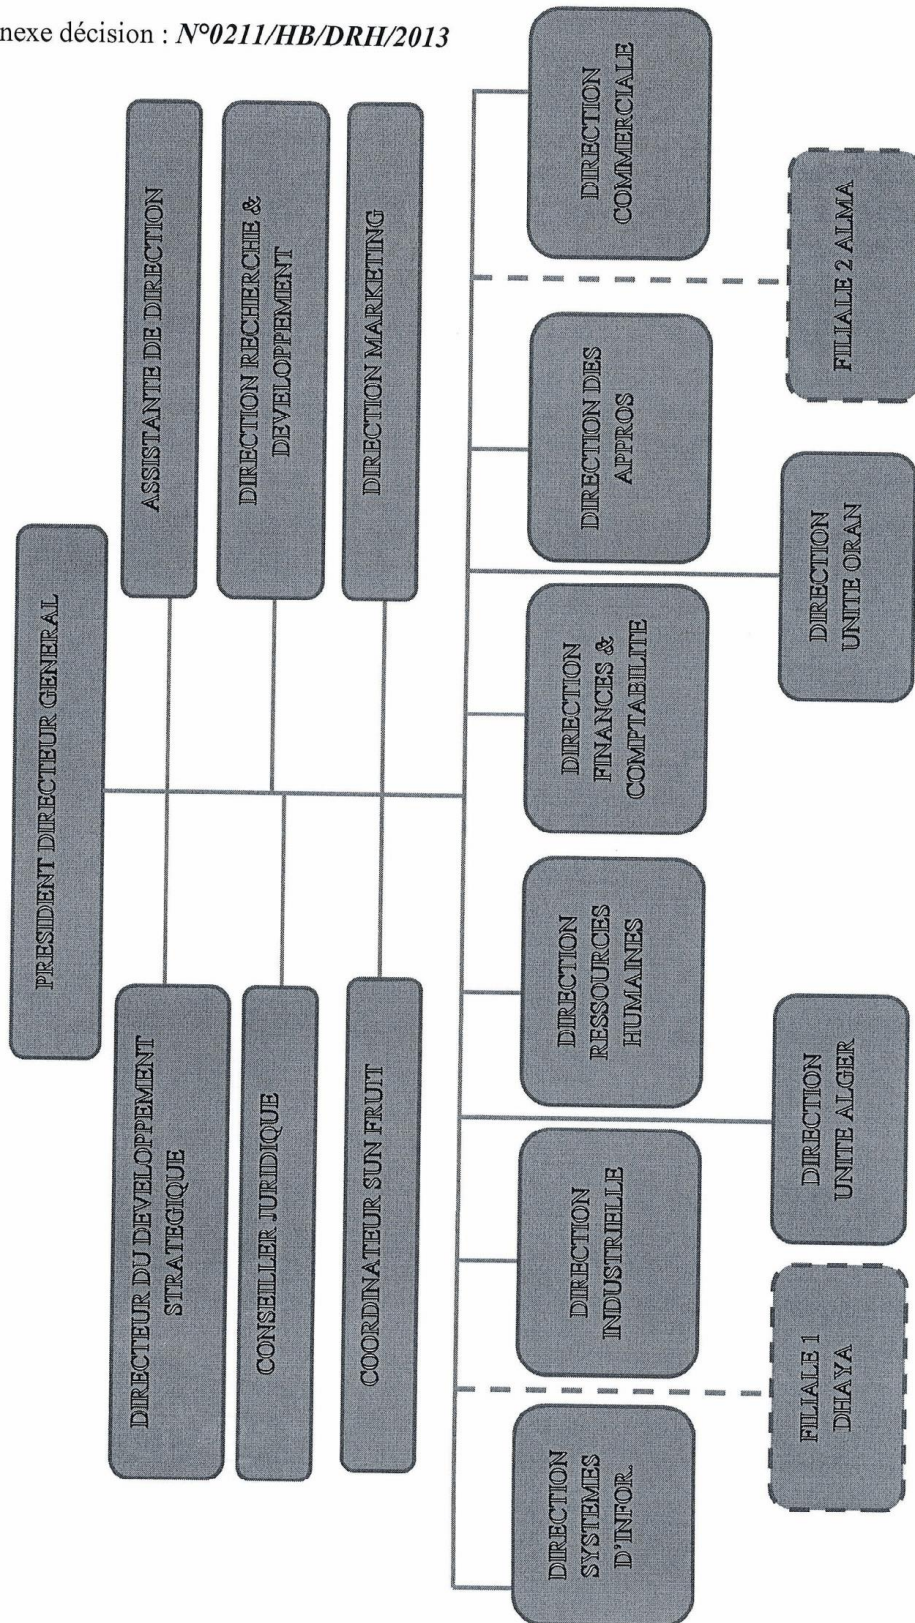 nexe décision : N°0211/HB/DRH/2013
PRESIDENT DIRECTEUR GENERAL
DIRECTEUR DU DEVELOPPEMENT
STRATEGIQUE
ASSISTANTE DE DIRECTION
CONSEILLER JURIDIQUE
DIRECTION RECHERCHE &
DEVELOPPEMENT
COORDINATEUR SUN FRUIT
DIRECTION MARKETING
DIRECTION
SYSTEMES
D'INFOR.
DIRECTION
INDUSTRIELLE
DIRECTION
RESSOURCES
HUMAINES
DIRECTION
FINANCES &
COMPTABILITE
DIRECTION DES
APPROS
DIRECTION
COMMERCIALE
FILIALE 1
DHAYA
DIRECTION
UNITE ALGER
DIRECTION
UNITE ORAN
FILIALE 2 ALMA